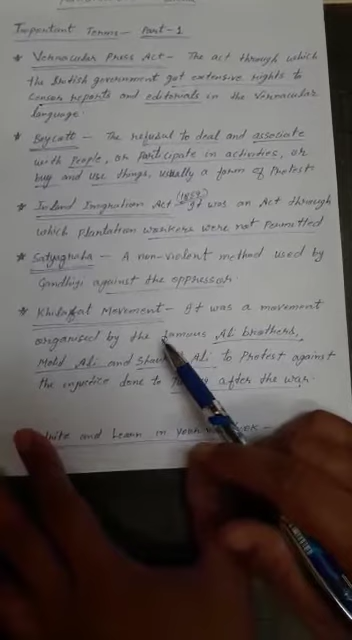 Important Terms - Part-1
* Vernacular Press Act - The act through which
the British government got extensive rights to
censor reports and editorials in the Vernacular
language.
* Boycott - The refusal to deal and associate
with People, or Participate in activities, or
buy and use things, usually a form of Protest.
* Inland Imigration Act (1859) - It was an Act through
which plantation workers were not Permitted
* Satyagraha - A non-violent method used by
Gandhiji against the oppressor.
* Khilafat Movement - It was a movement
organised by the famous Ali brothers,
Mohd Ali and Shau Ali to Protest against
the injustice done to after the war.
Write and Learn in your